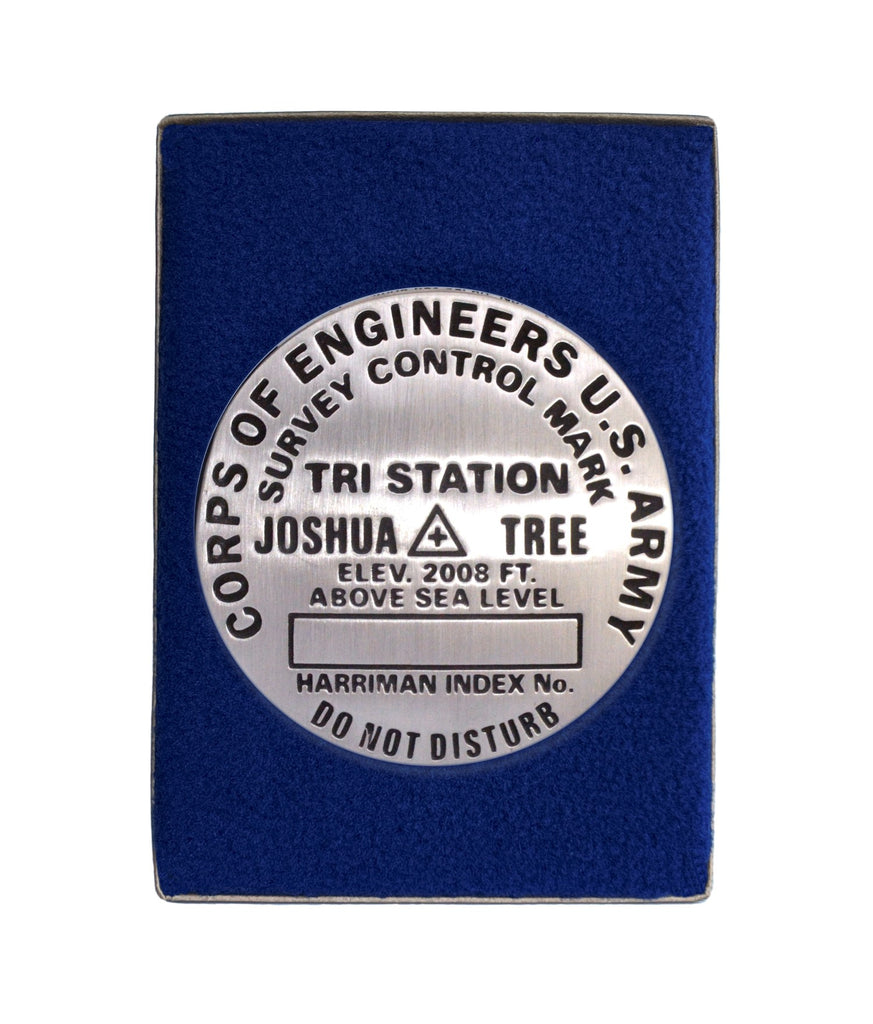 CORPS OF ENGINEERS U.S. ARMY
SURVEY CONTROL MARK
TRI STATION
JOSHUA TREE
ELEV. 2008 FT.
ABOVE SEA LEVEL
HARRIMAN INDEX No.
DO NOT DISTURB